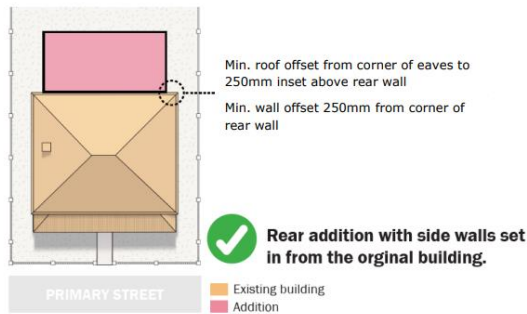 Min. roof offset from corner of eaves to
250mm inset above rear wall
Min. wall offset 250mm from corner of
rear wall
Rear addition with side walls set
in from the orginal building.
PRIMARY STREET
Existing building
Addition